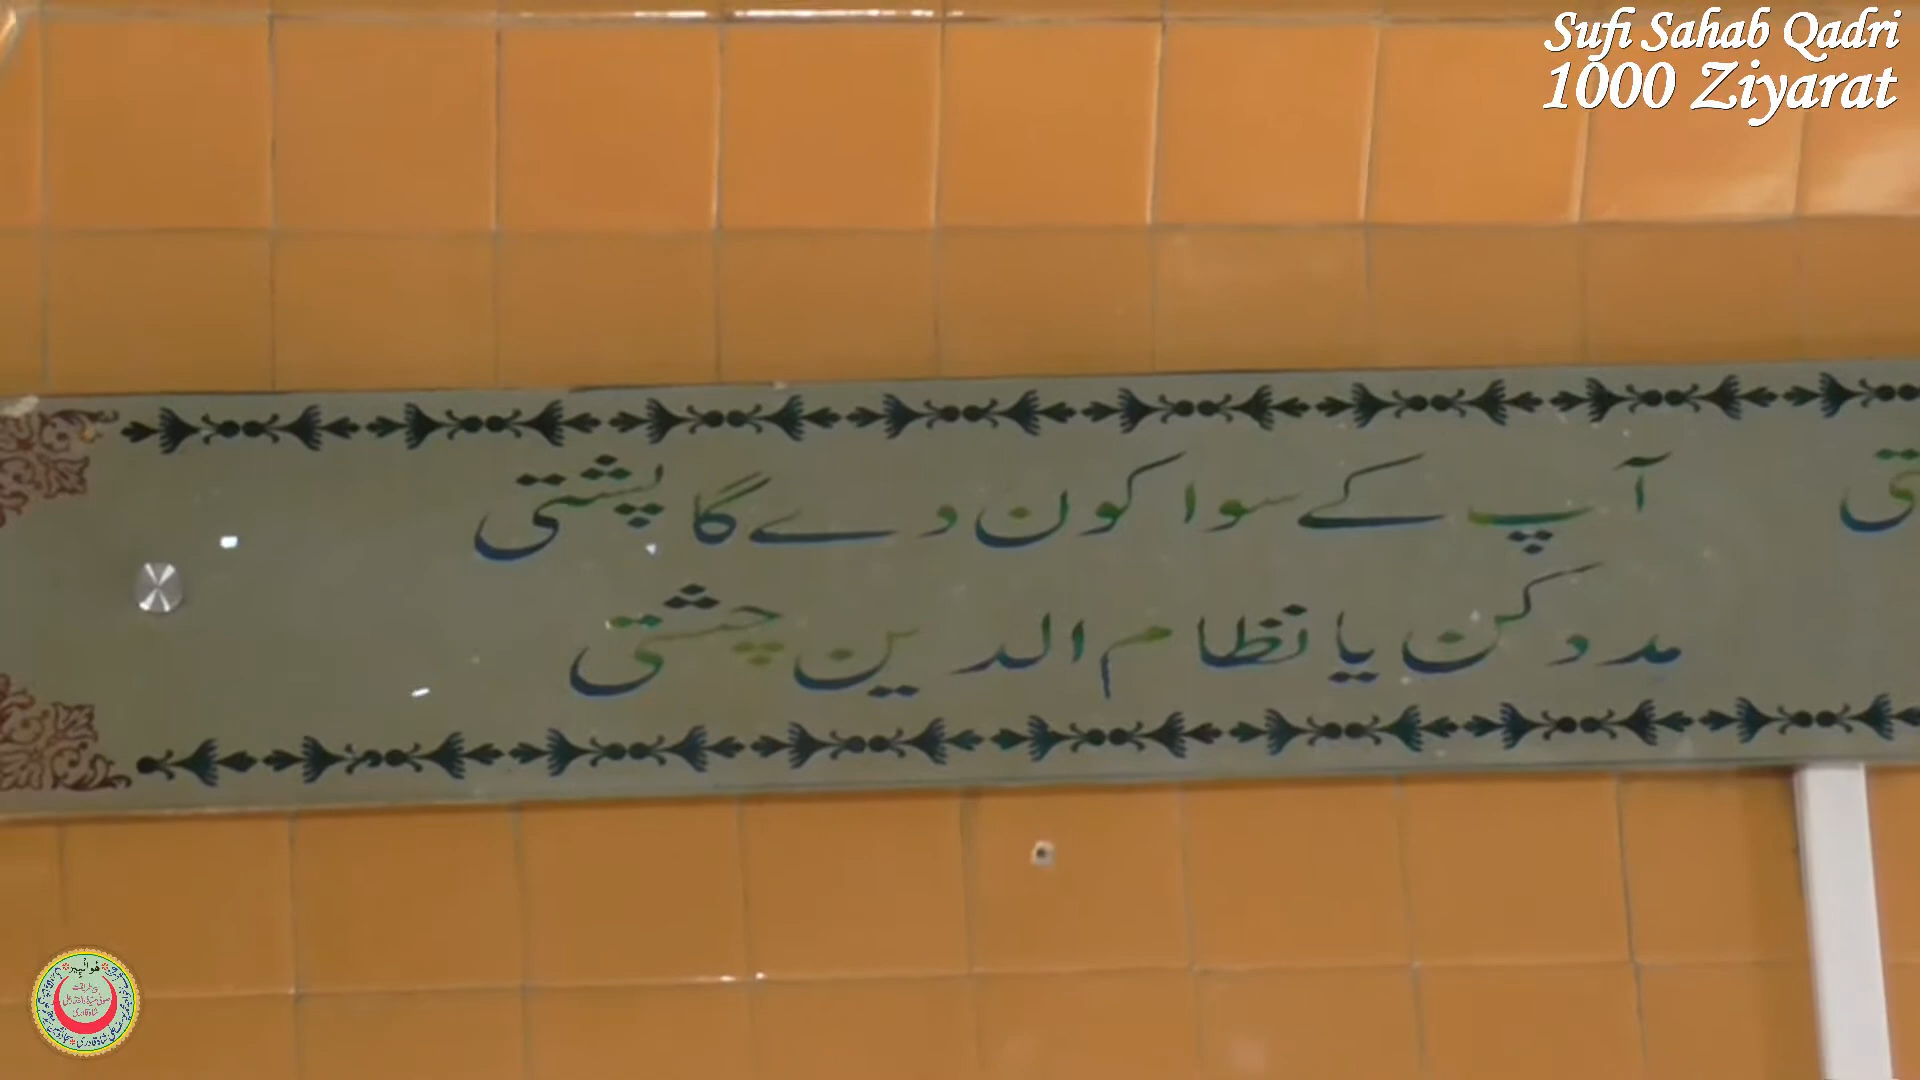 Sufi Sahab Qadri
1000 Ziyarat
آپ کے سوا کون دے گا پشتی
مدد کن یا نظام الدین چشتی